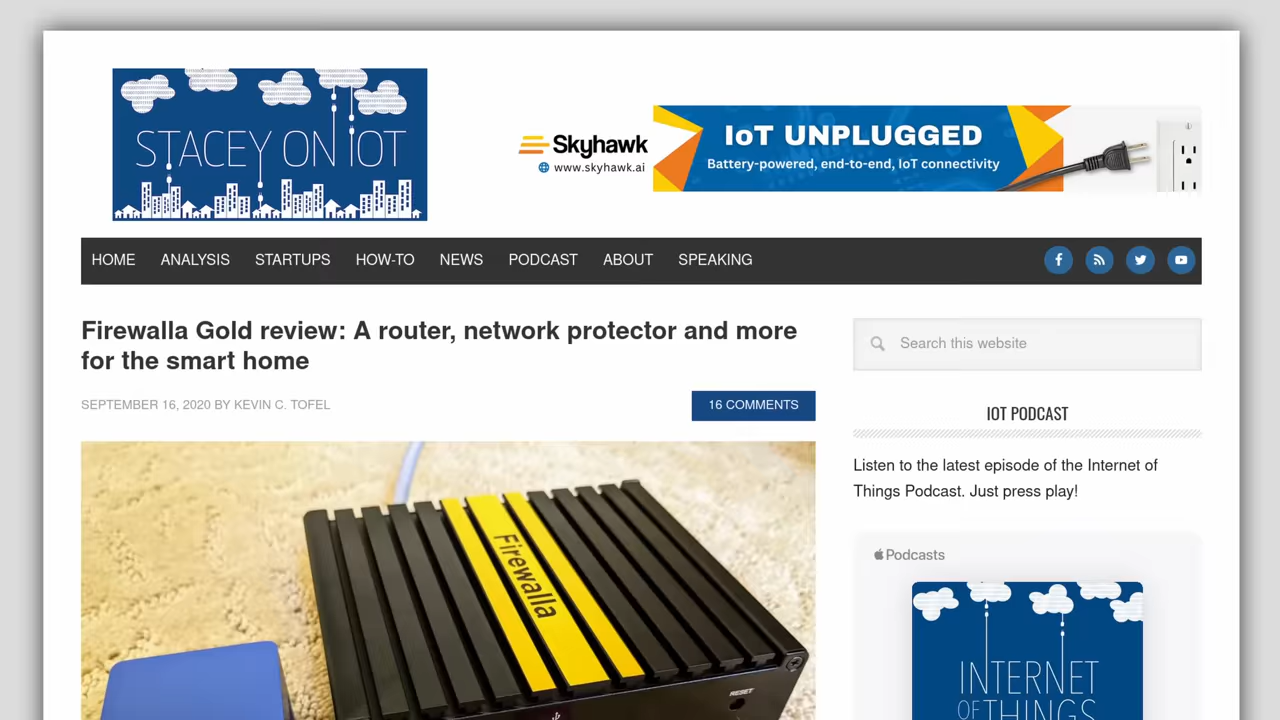 STACEY ON IOT
Skyhawk
www.skyhawk.ai
IoT UNPLUGGED
Battery-powered, end-to-end, IoT connectivity
HOME ANALYSIS STARTUPS HOW-TO NEWS PODCAST ABOUT SPEAKING
Firewalla Gold review: A router, network protector and more
for the smart home
SEPTEMBER 16, 2020 BY KEVIN C. TOFEL
16 COMMENTS
Firewalla
RESET
Search this website
IOT PODCAST
Listen to the latest episode of the Internet of
Things Podcast. Just press play!
Podcasts
INTERNET
OF THINGS